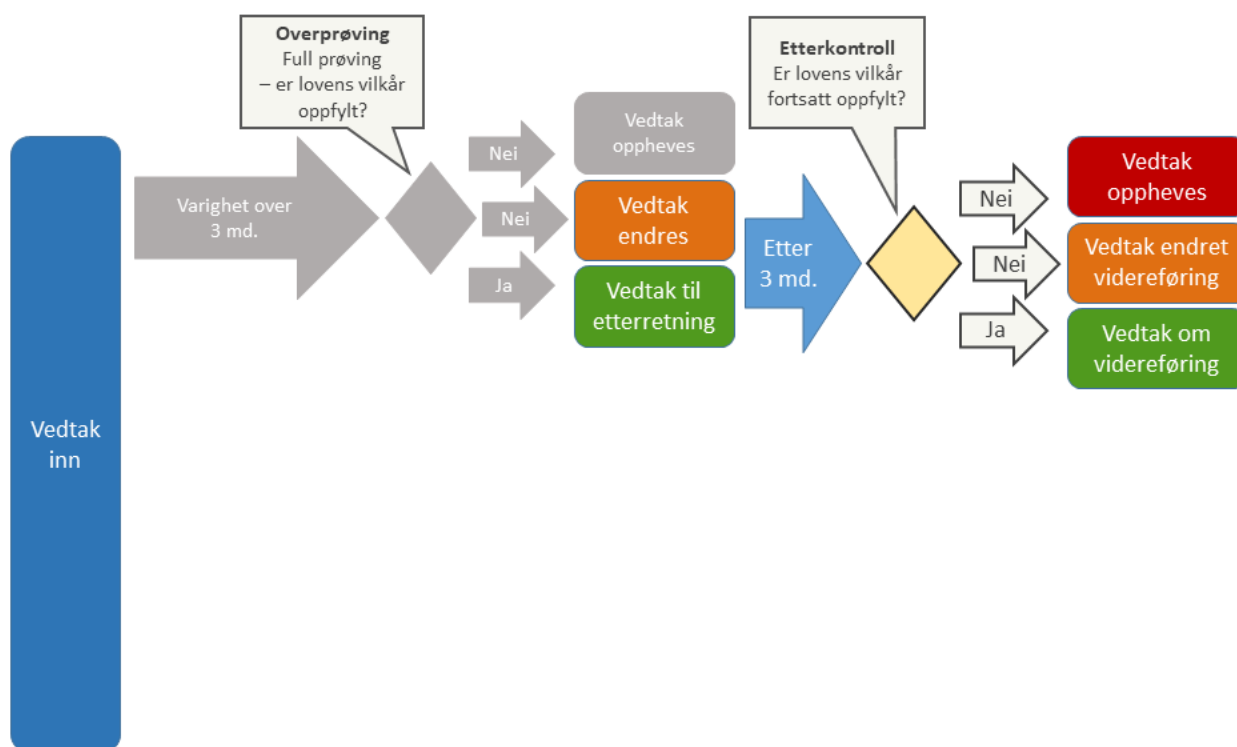 Overprøving
Full prøving
– er lovens vilkår
oppfylt?
Etterkontroll
Er lovens vilkår
fortsatt oppfylt?
Vedtak
inn
Varighet over
3 md.
Nei
Nei
Ja
Vedtak
oppheves
Vedtak
endres
Vedtak til
etterretning
Etter
3 md.
Nei
Nei
Ja
Vedtak
oppheves
Vedtak endret
videreføring
Vedtak om
videreføring